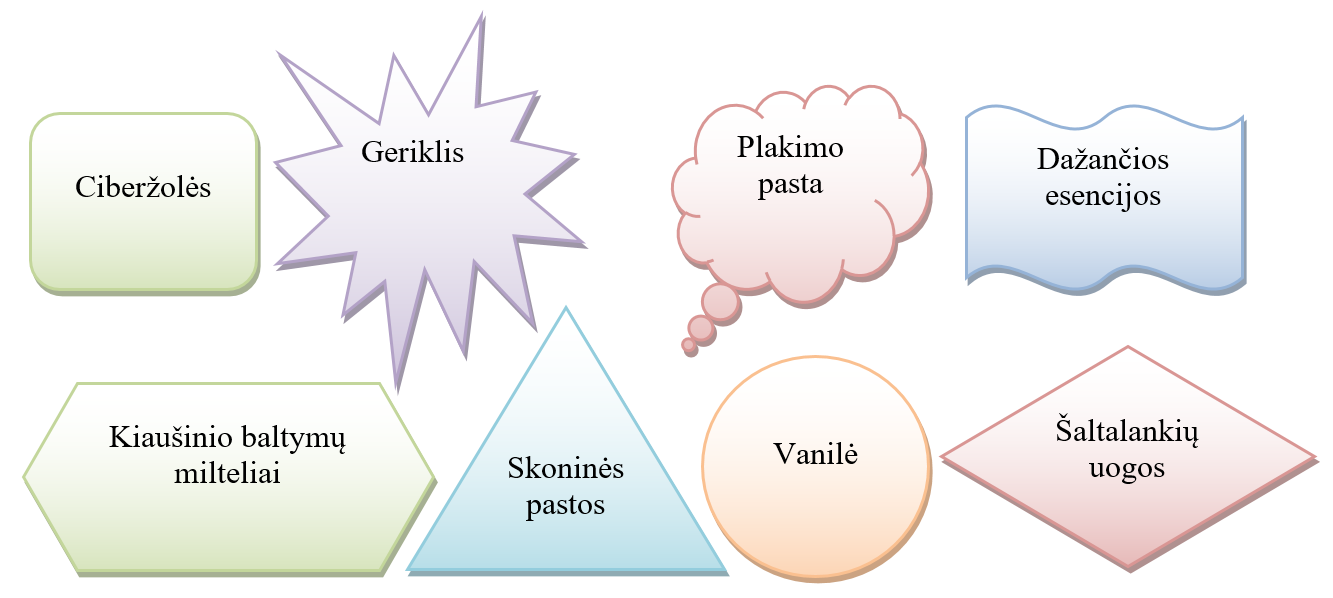 Ciberžolės
Geriklis
Plakimo
pasta
Dažančios
esencijos
Kiaušinio baltymų
milteliai
Skoninės
pastos
Vanilė
Šaltalankių
uogos